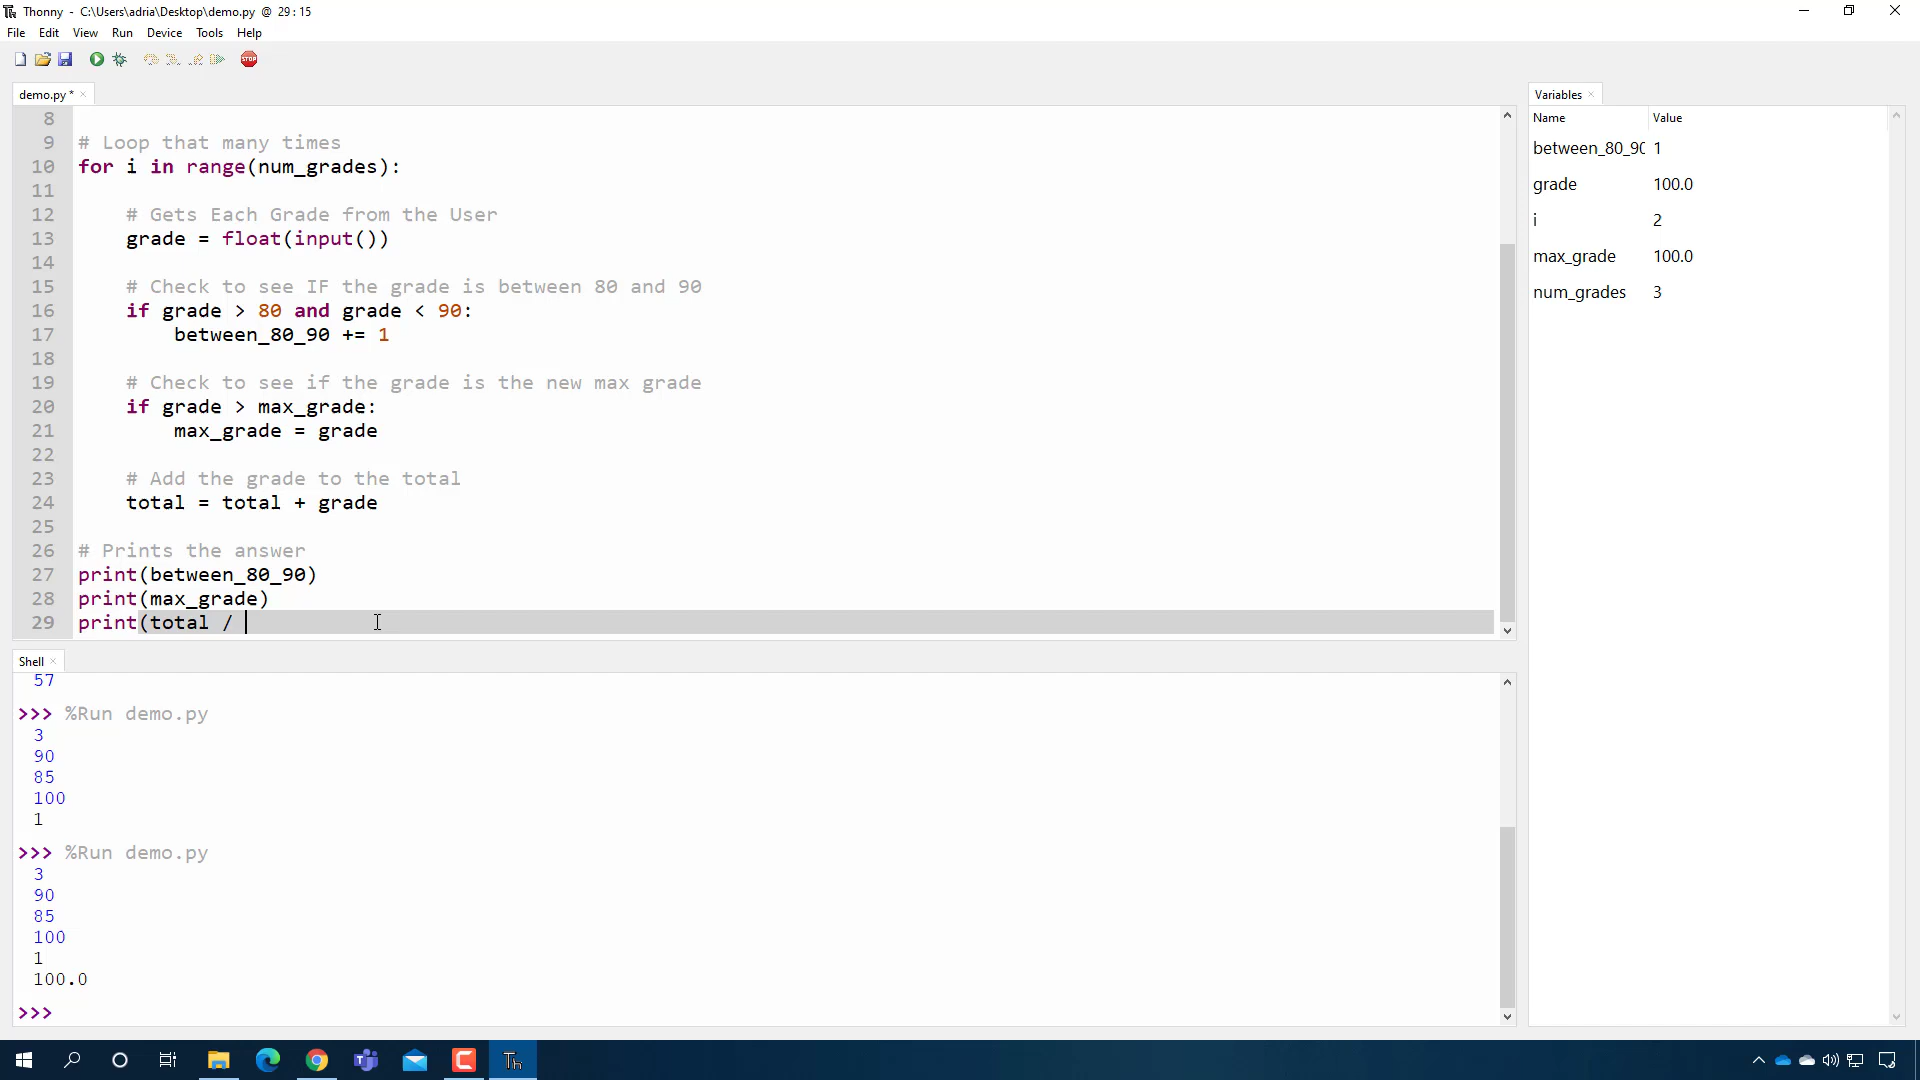 Thonny - C:\Users\adria\Desktop\demo.py @ 29 : 15
File Edit View Run Device Tools Help
STOP
demo.py *
8
9 # Loop that many times
10 for i in range(num_grades):
11
12 # Gets Each Grade from the User
13 grade = float(input())
14
15 # Check to see IF the grade is between 80 and 90
16 if grade > 80 and grade < 90:
17 between_80_90 += 1
18
19 # Check to see if the grade is the new max grade
20 if grade > max_grade:
21 max_grade = grade
22
23 # Add the grade to the total
24 total = total + grade
25
26 # Prints the answer
27 print(between_80_90)
28 print(max_grade)
29 print(total /
Shell
57
>>> %Run demo.py
3
90
85
100
1
>>> %Run demo.py
3
90
85
100
1
100.0
>>>
Variables
Name Value
between_80_90 1
grade 100.0
i 2
max_grade 100.0
num_grades 3
Th